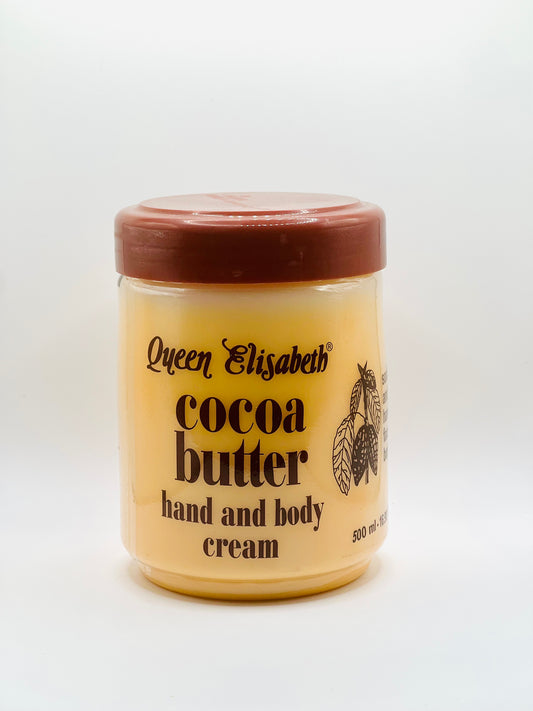 Queen Elisabeth®
cocoa
butter
hand and body
cream
500 ml